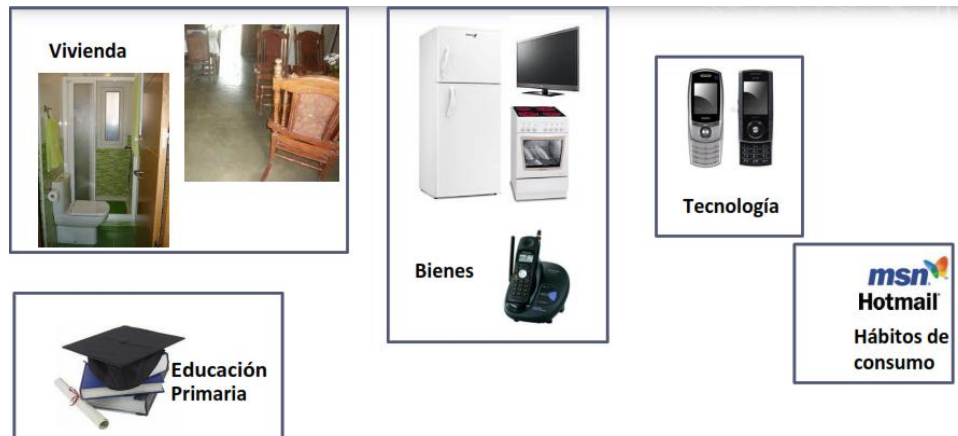 Vivienda
Bienes
Tecnología
msn
Hotmail
Hábitos de
consumo
Educación
Primaria